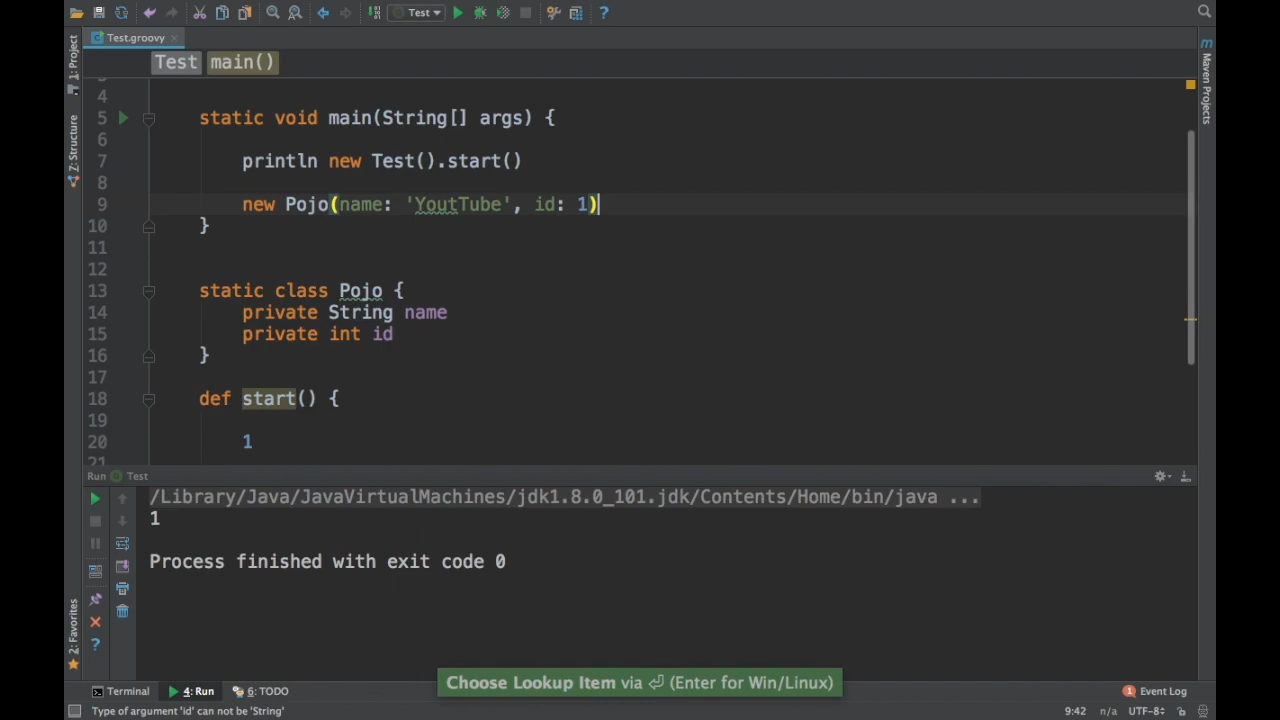 Test
Test.groovy
Test main()
1: Project
7: Structure
2: Favorites
Maven Projects
4
5 static void main(String[] args) {
6
7 println new Test().start()
8
9 new Pojo(name: 'YoutTube', id: 1)
10 }
11
12
13 static class Pojo {
14 private String name
15 private int id
16 }
17
18 def start() {
19
20 1
21
Run Test
/Library/Java/JavaVirtualMachines/jdk1.8.0_101.jdk/Contents/Home/bin/java ...
1
Process finished with exit code 0
Choose Lookup Item via ⏎ (Enter for Win/Linux)
Terminal 4: Run 6: TODO 1 Event Log
Type of argument 'id' can not be 'String' 9:42 n/a UTF-8